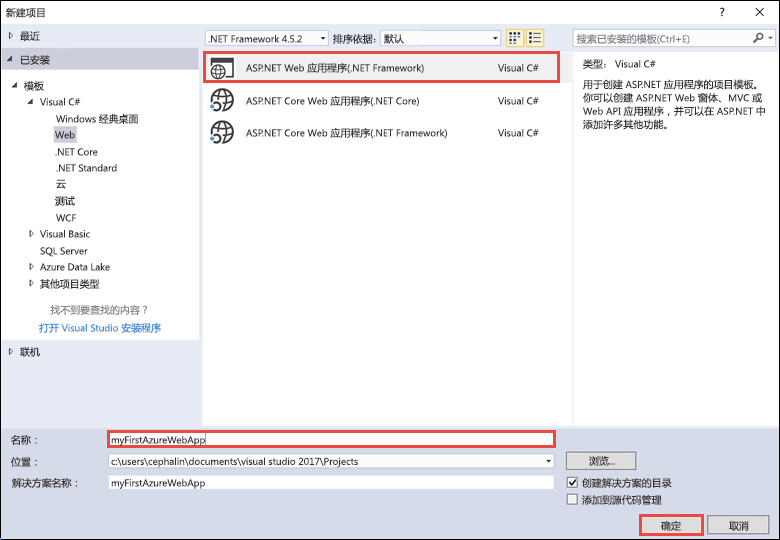 新建项目
? ×
最近
.NET Framework 4.5.2
排序依据: 默认
搜索已安装的模板(Ctrl+E)
已安装
模板
Visual C#
Windows 经典桌面
Web
.NET Core
.NET Standard
云
测试
WCF
Visual Basic
SQL Server
Azure Data Lake
其他项目类型
找不到要查找的内容？
打开 Visual Studio 安装程序
联机
ASP.NET Web 应用程序(.NET Framework) Visual C#
ASP.NET Core Web 应用程序(.NET Core) Visual C#
ASP.NET Core Web 应用程序(.NET Framework) Visual C#
类型: Visual C#
用于创建 ASP.NET 应用程序的项目模板。
你可以创建 ASP.NET Web 窗体、MVC 或
Web API 应用程序，并可以在 ASP.NET 中
添加许多其他功能。
名称： myFirstAzureWebApp
位置： c:\users\cephalin\documents\visual studio 2017\Projects
浏览...
解决方案名称： myFirstAzureWebApp
创建解决方案的目录
添加到源代码管理
确定
取消